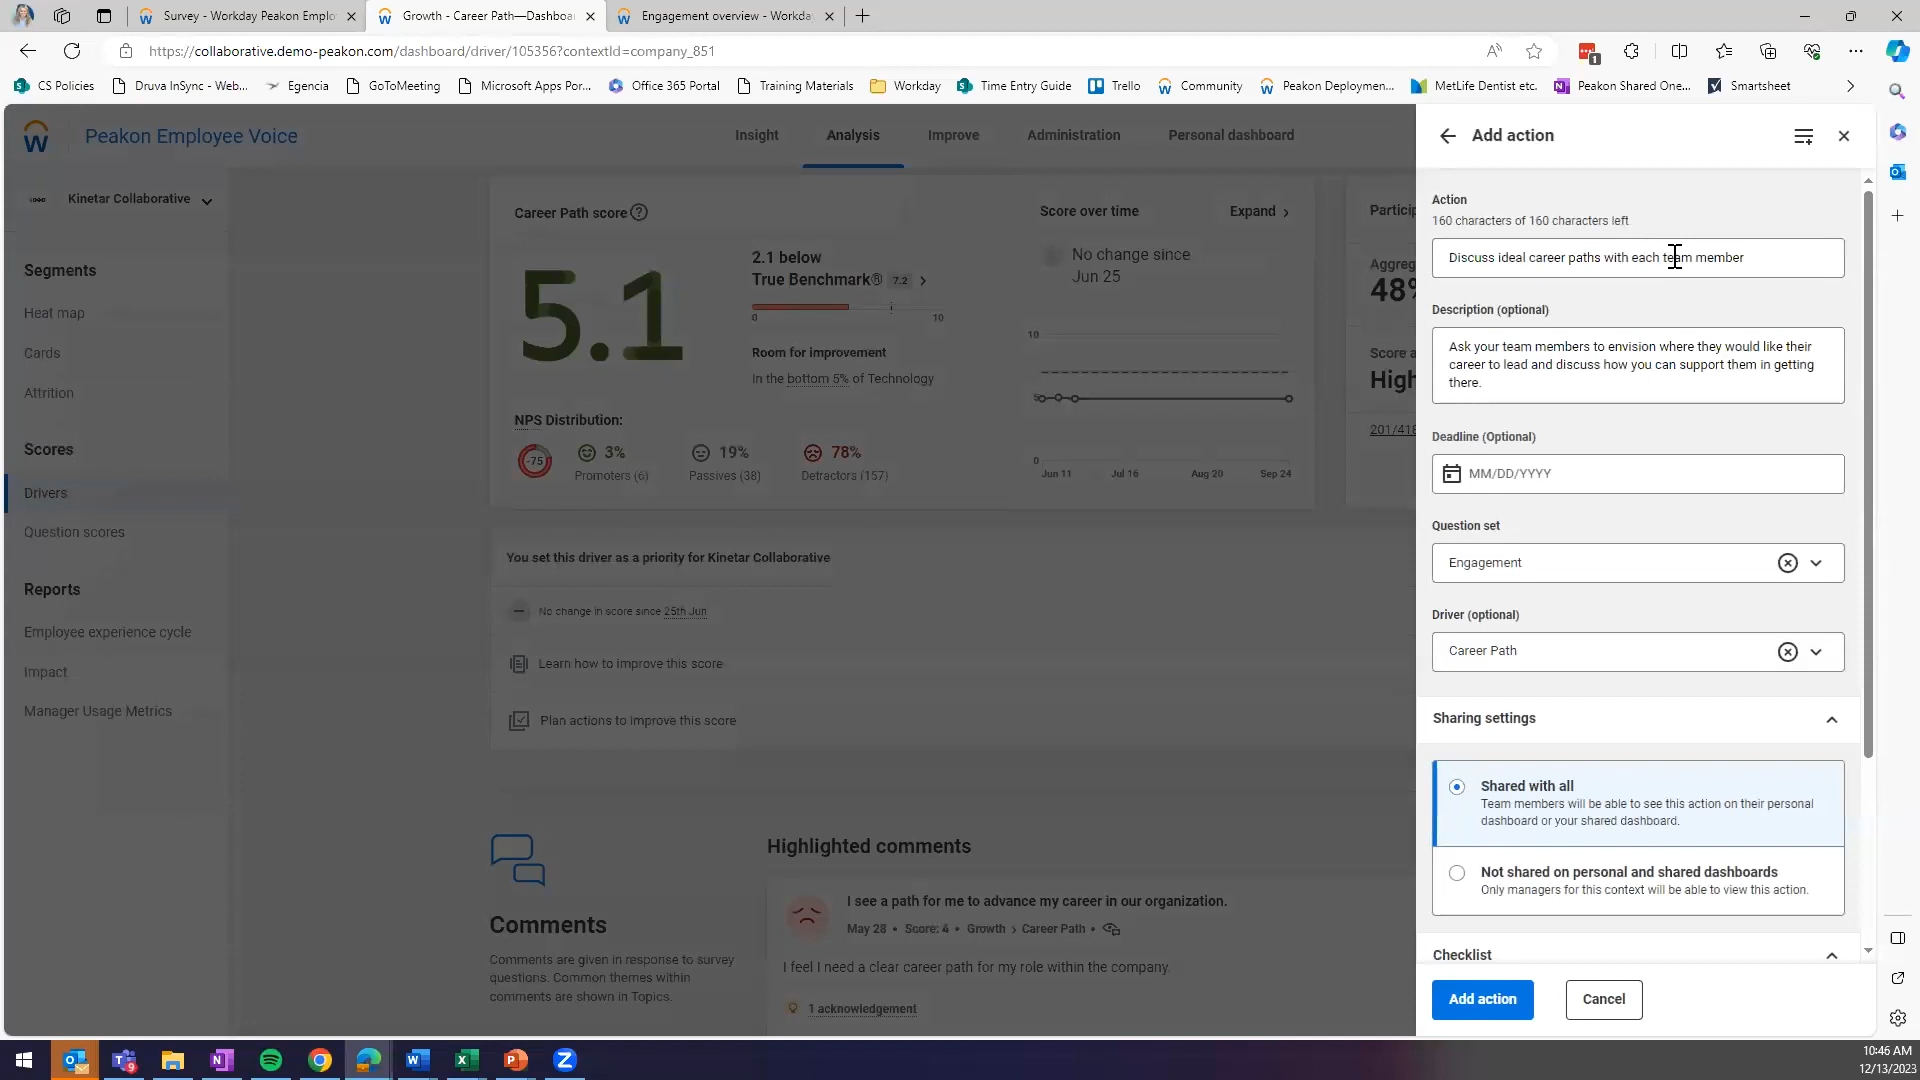 Survey - Workday Peakon Emplo
Growth - Career Path—Dashboa
Engagement overview - Workda
https://collaborative.demo-peakon.com/dashboard/driver/105356?contextId=company_851
1
CS Policies
Druva InSync - Web...
Egencia
GoToMeeting
Microsoft Apps Por...
Office 365 Portal
Training Materials
Workday
Time Entry Guide
Trello
Community
Peakon Deploymen...
MetLife Dentist etc.
Peakon Shared One...
Smartsheet
Peakon Employee Voice
Insight
Analysis
Improve
Administration
Personal dashboard
Kinetar Collaborative
Segments
Heat map
Cards
Attrition
Scores
Drivers
Question scores
Reports
Employee experience cycle
Impact
Manager Usage Metrics
Career Path score
5.1
2.1 below
True Benchmark® 7.2
0 10
Room for improvement
In the bottom 5% of Technology
NPS Distribution:
-75
3%
Promoters (6)
19%
Passives (38)
78%
Detractors (157)
Score over time
Expand
No change since
Jun 25
10
5
0
Jun 11 Jul 16 Aug 20 Sep 24
Partici
Aggreg
48%
Score a
High
201/418
You set this driver as a priority for Kinetar Collaborative
No change in score since 25th Jun
Learn how to improve this score
Plan actions to improve this score
Comments
Comments are given in response to survey
questions. Common themes within
comments are shown in Topics.
Highlighted comments
I see a path for me to advance my career in our organization.
May 28 • Score: 4 • Growth › Career Path •
I feel I need a clear career path for my role within the company.
1 acknowledgement
Add action
Action
160 characters of 160 characters left
Discuss ideal career paths with each team member
Description (optional)
Ask your team members to envision where they would like their
career to lead and discuss how you can support them in getting
there.
Deadline (Optional)
MM/DD/YYYY
Question set
Engagement
Driver (optional)
Career Path
Sharing settings
Shared with all
Team members will be able to see this action on their personal
dashboard or your shared dashboard.
Not shared on personal and shared dashboards
Only managers for this context will be able to view this action.
Checklist
Add action
Cancel
10:46 AM
12/13/2023